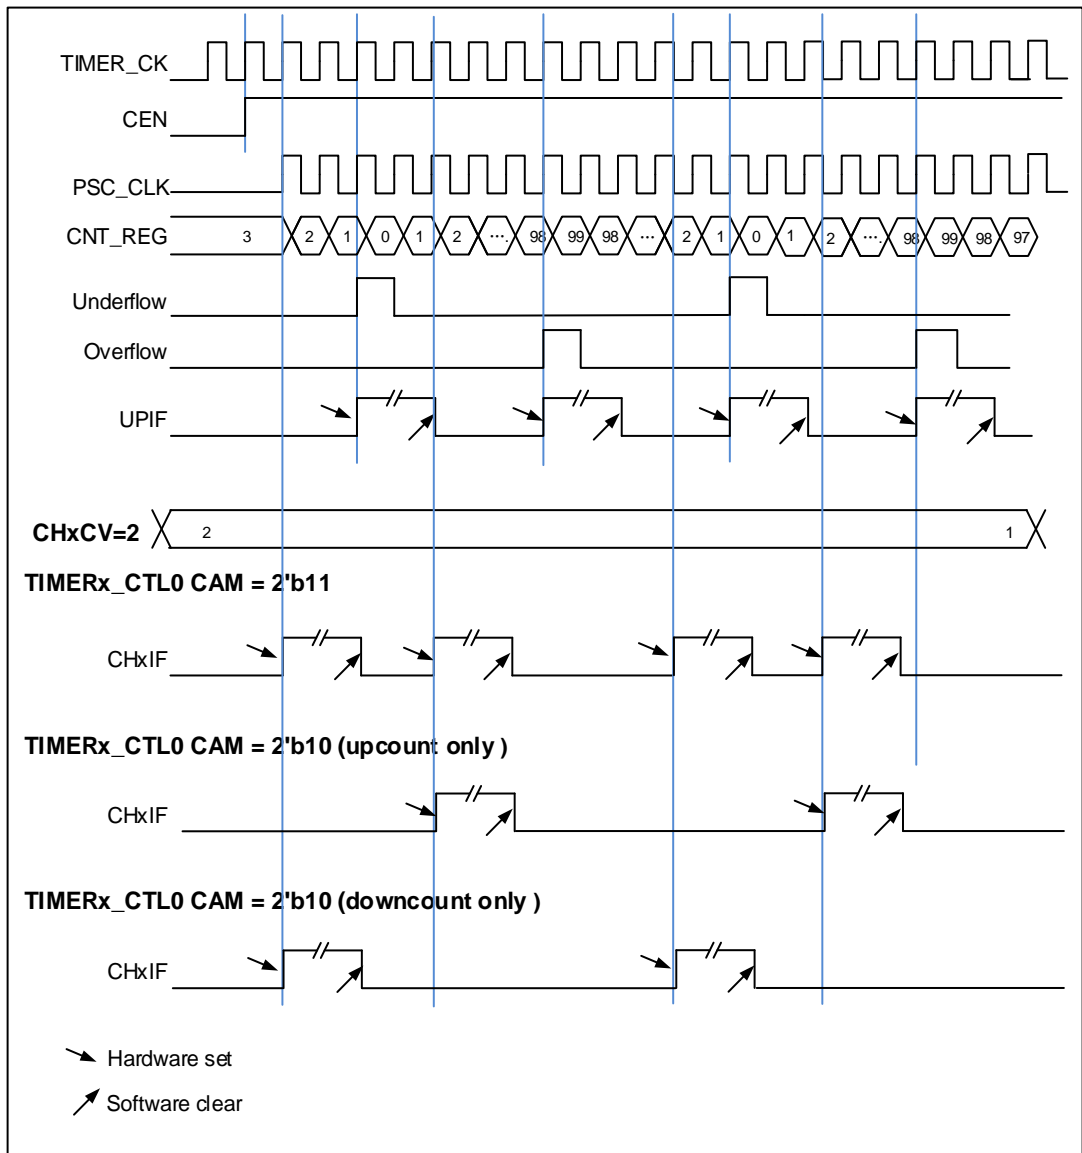 TIMER_CK
CEN
PSC_CLK
CNT_REG 3 2 1 0 1 2 .... 98 99 98 ... 2 1 0 1 2 .... 98 99 98 97
Underflow
Overflow
UPIF
CHxCV=2 2 1
TIMERx_CTL0 CAM = 2'b11
CHxIF
TIMERx_CTL0 CAM = 2'b10 (upcount only )
CHxIF
TIMERx_CTL0 CAM = 2'b10 (downcount only )
CHxIF
Hardware set
Software clear